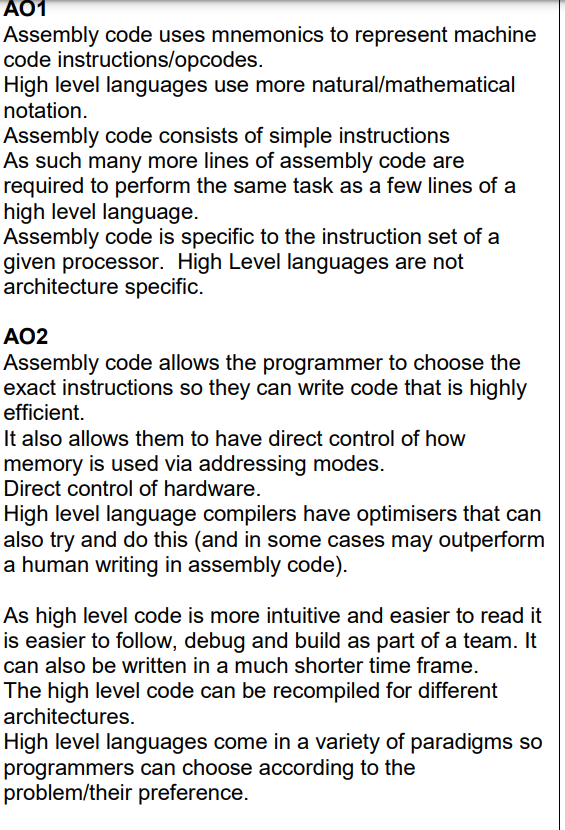 AO1
Assembly code uses mnemonics to represent machine
code instructions/opcodes.
High level languages use more natural/mathematical
notation.
Assembly code consists of simple instructions
As such many more lines of assembly code are
required to perform the same task as a few lines of a
high level language.
Assembly code is specific to the instruction set of a
given processor.  High Level languages are not
architecture specific.
AO2
Assembly code allows the programmer to choose the
exact instructions so they can write code that is highly
efficient.
It also allows them to have direct control of how
memory is used via addressing modes.
Direct control of hardware.
High level language compilers have optimisers that can
also try and do this (and in some cases may outperform
a human writing in assembly code).
As high level code is more intuitive and easier to read it
is easier to follow, debug and build as part of a team. It
can also be written in a much shorter time frame.
The high level code can be recompiled for different
architectures.
High level languages come in a variety of paradigms so
programmers can choose according to the
problem/their preference.